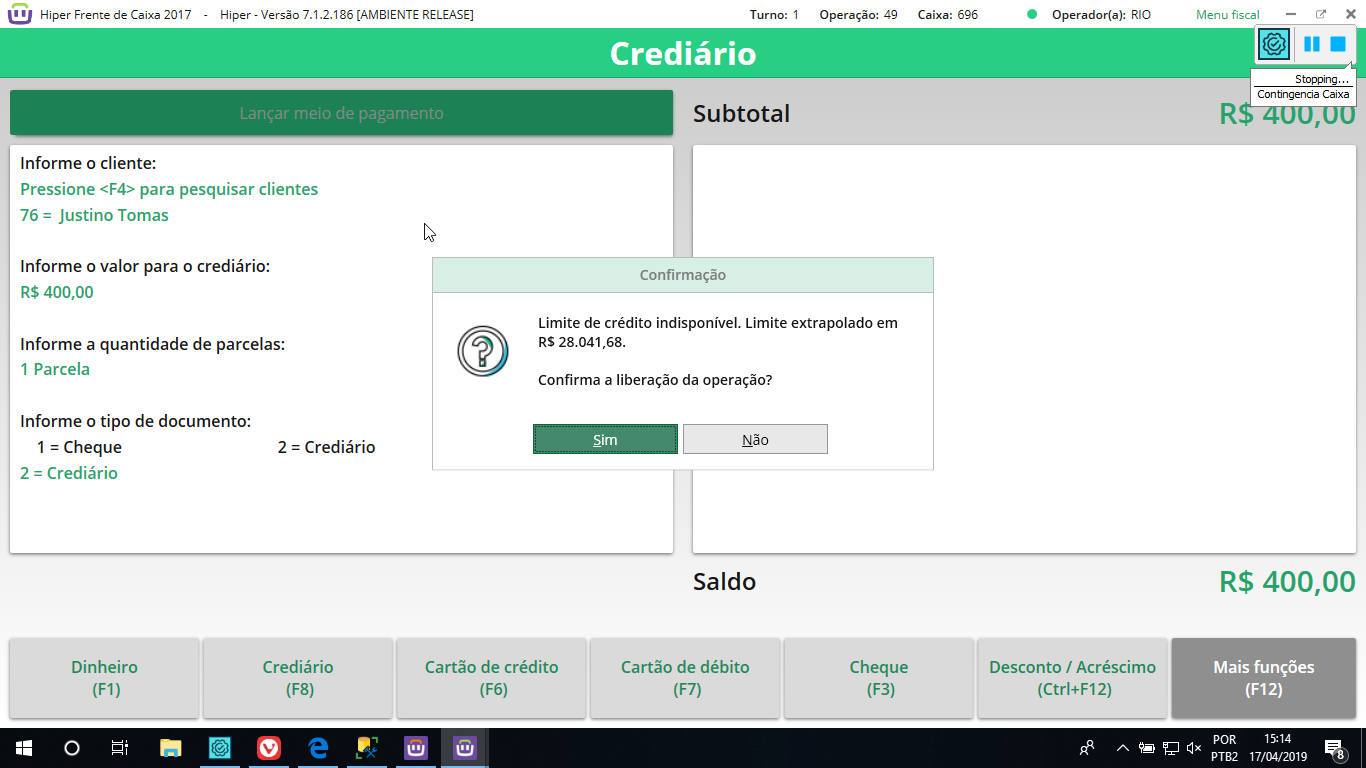 Hiper Frente de Caixa 2017 - Hiper - Versão 7.1.2.186 [AMBIENTE RELEASE] Turno: 1 Operação: 49 Caixa: 696 Operador(a): RIO Menu fiscal
Crediário
Stopping...
Contingencia Caixa
Lançar meio de pagamento
Subtotal R$ 400,00
Informe o cliente:
Pressione <F4> para pesquisar clientes
76 = Justino Tomas
Informe o valor para o crediário:
R$ 400,00
Informe a quantidade de parcelas:
1 Parcela
Informe o tipo de documento:
1 = Cheque 2 = Crediário
2 = Crediário
Confirmação
Limite de crédito indisponível. Limite extrapolado em
R$ 28.041,68.
Confirma a liberação da operação?
Sim Não
Saldo R$ 400,00
Dinheiro
(F1)
Crediário
(F8)
Cartão de crédito
(F6)
Cartão de débito
(F7)
Cheque
(F3)
Desconto / Acréscimo
(Ctrl+F12)
Mais funções
(F12)
POR
PTB2
15:14
17/04/2019
8